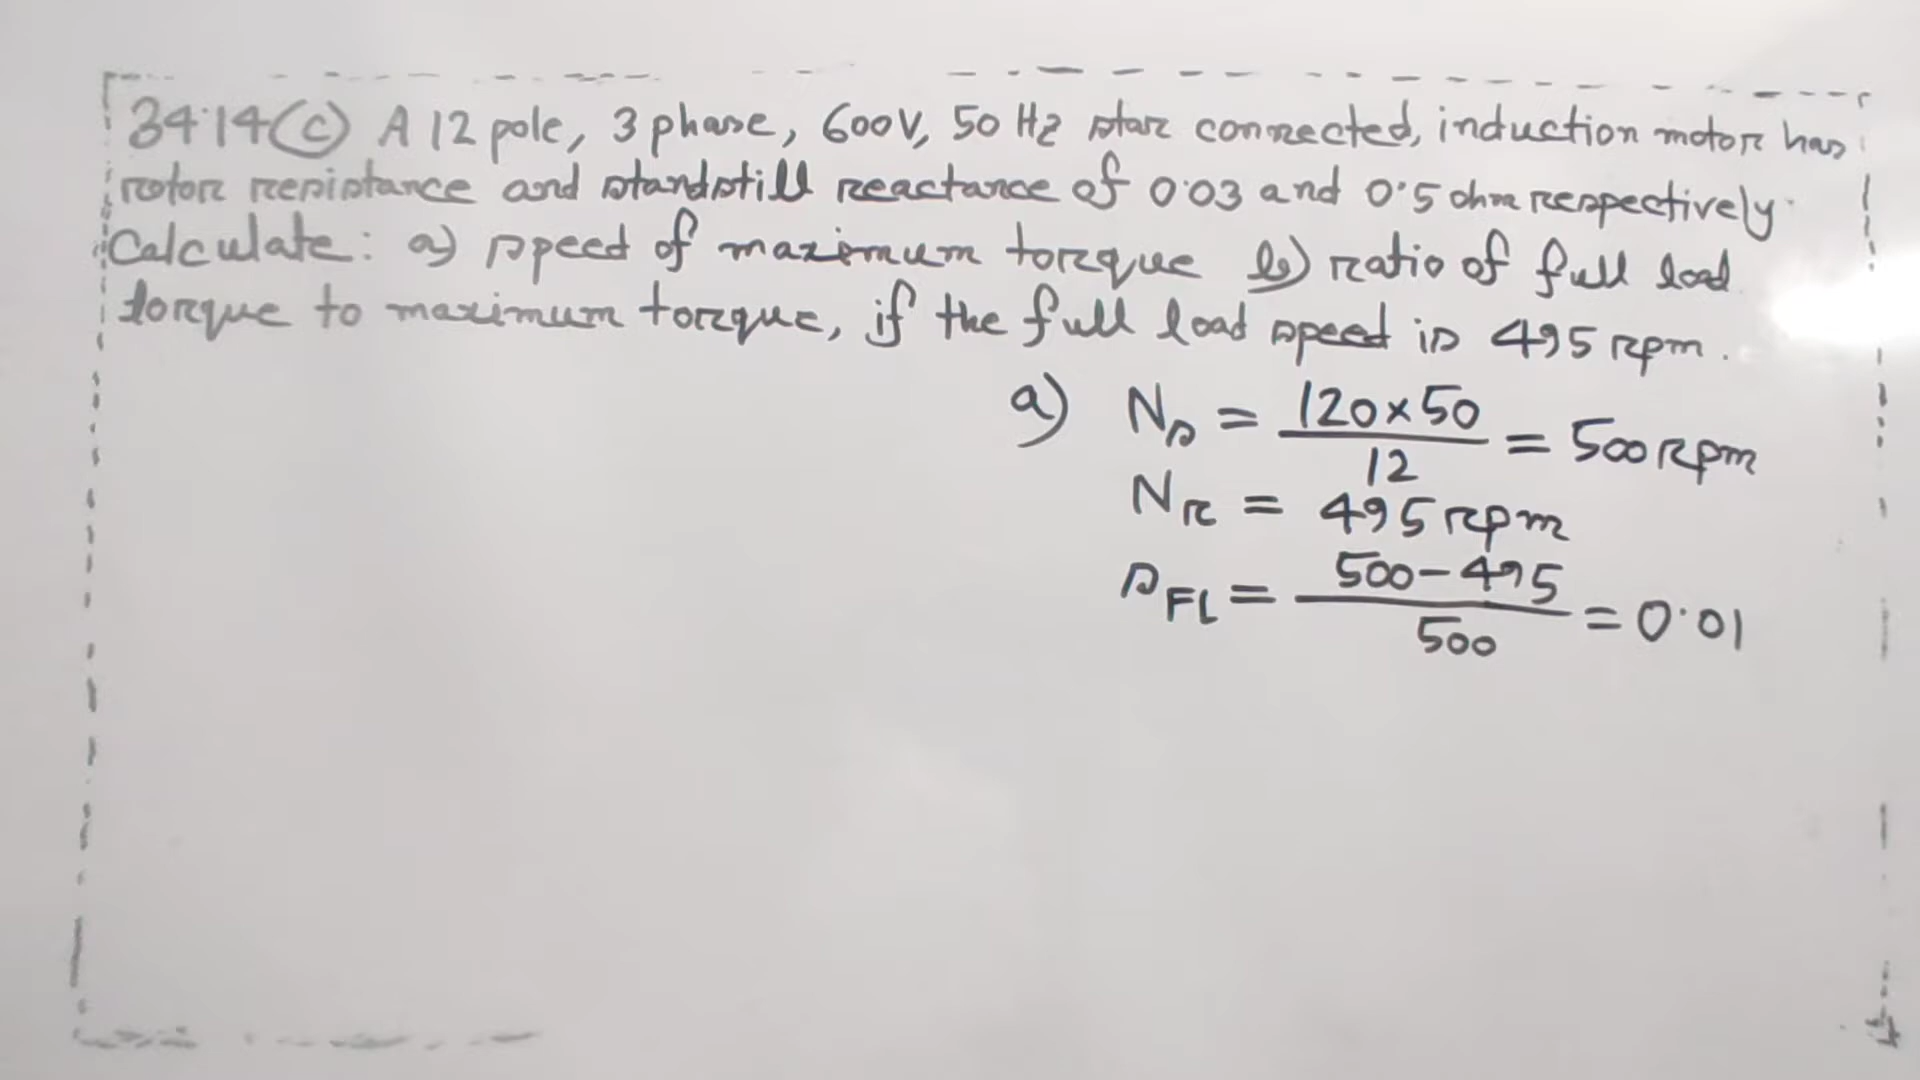 34.14(c) A 12 pole, 3 phase, 600V, 50 Hz star connected, induction motor has
rotor resistance and standstill reactance of 0.03 and 0.5 ohm respectively.
Calculate: a) speed of maximum torque b) ratio of full load
torque to maximum torque, if the full load speed is 495 rpm.
a) Ns = 120×50 / 12 = 500 rpm
Nr = 495 rpm
sFL = 500-495 / 500 = 0.01